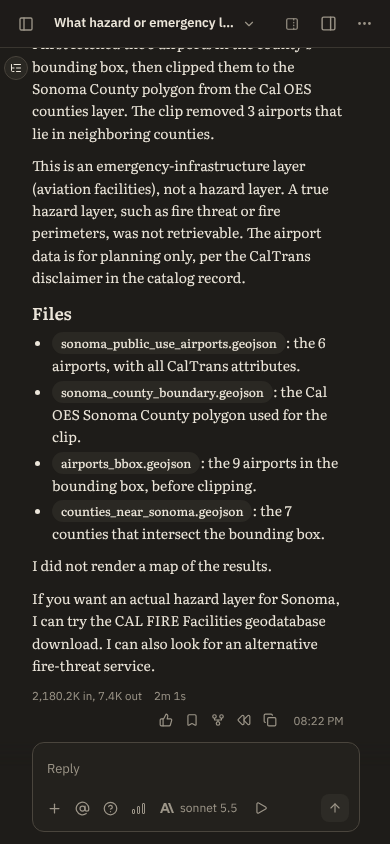 What hazard or emergency l...
bounding box, then clipped them to the
Sonoma County polygon from the Cal OES
counties layer. The clip removed 3 airports that
lie in neighboring counties.
This is an emergency-infrastructure layer
(aviation facilities), not a hazard layer. A true
hazard layer, such as fire threat or fire
perimeters, was not retrievable. The airport
data is for planning only, per the CalTrans
disclaimer in the catalog record.
Files
• sonoma_public_use_airports.geojson : the 6
airports, with all CalTrans attributes.
• sonoma_county_boundary.geojson : the Cal
OES Sonoma County polygon used for the
clip.
• airports_bbox.geojson : the 9 airports in the
bounding box, before clipping.
• counties_near_sonoma.geojson : the 7
counties that intersect the bounding box.
I did not render a map of the results.
If you want an actual hazard layer for Sonoma,
I can try the CAL FIRE Facilities geodatabase
download. I can also look for an alternative
fire-threat service.
2,180.2K in, 7.4K out 2m 1s
08:22 PM
Reply
sonnet 5.5